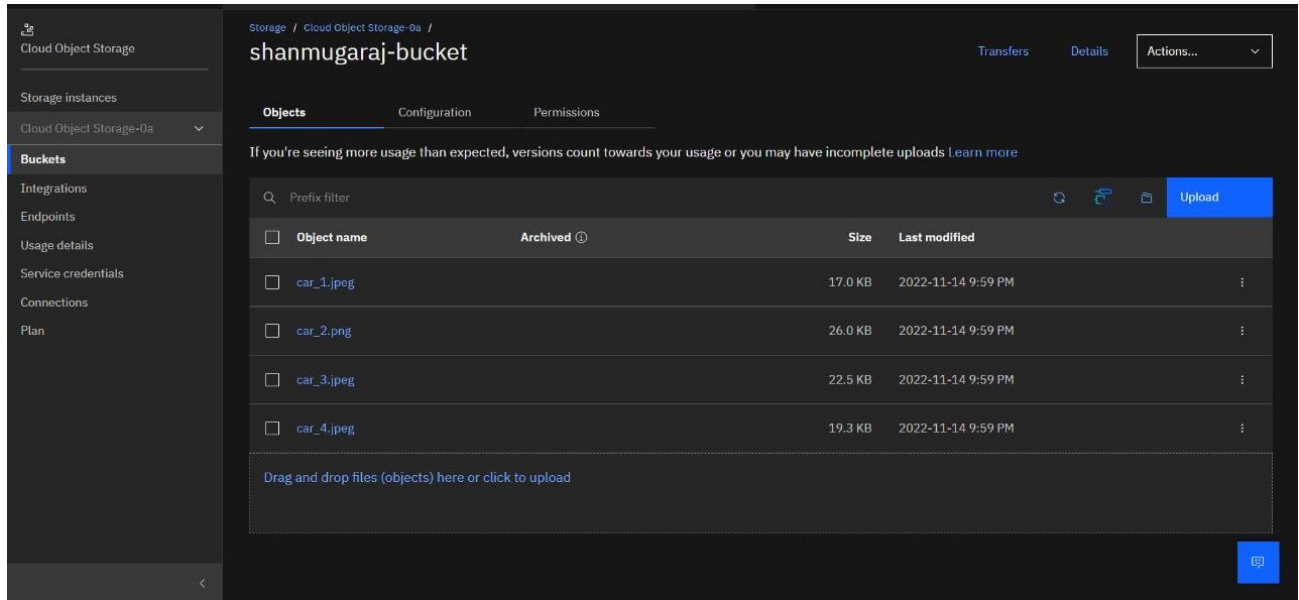 Cloud Object Storage
Storage instances
Cloud Object Storage-0a
Buckets
Integrations
Endpoints
Usage details
Service credentials
Connections
Plan
Storage / Cloud Object Storage-0a /
shanmugaraj-bucket
Transfers Details Actions...
Objects Configuration Permissions
If you're seeing more usage than expected, versions count towards your usage or you may have incomplete uploads Learn more
Prefix filter Upload
Object name Archived Size Last modified
car_1.jpeg 17.0 KB 2022-11-14 9:59 PM
car_2.png 26.0 KB 2022-11-14 9:59 PM
car_3.jpeg 22.5 KB 2022-11-14 9:59 PM
car_4.jpeg 19.3 KB 2022-11-14 9:59 PM
Drag and drop files (objects) here or click to upload